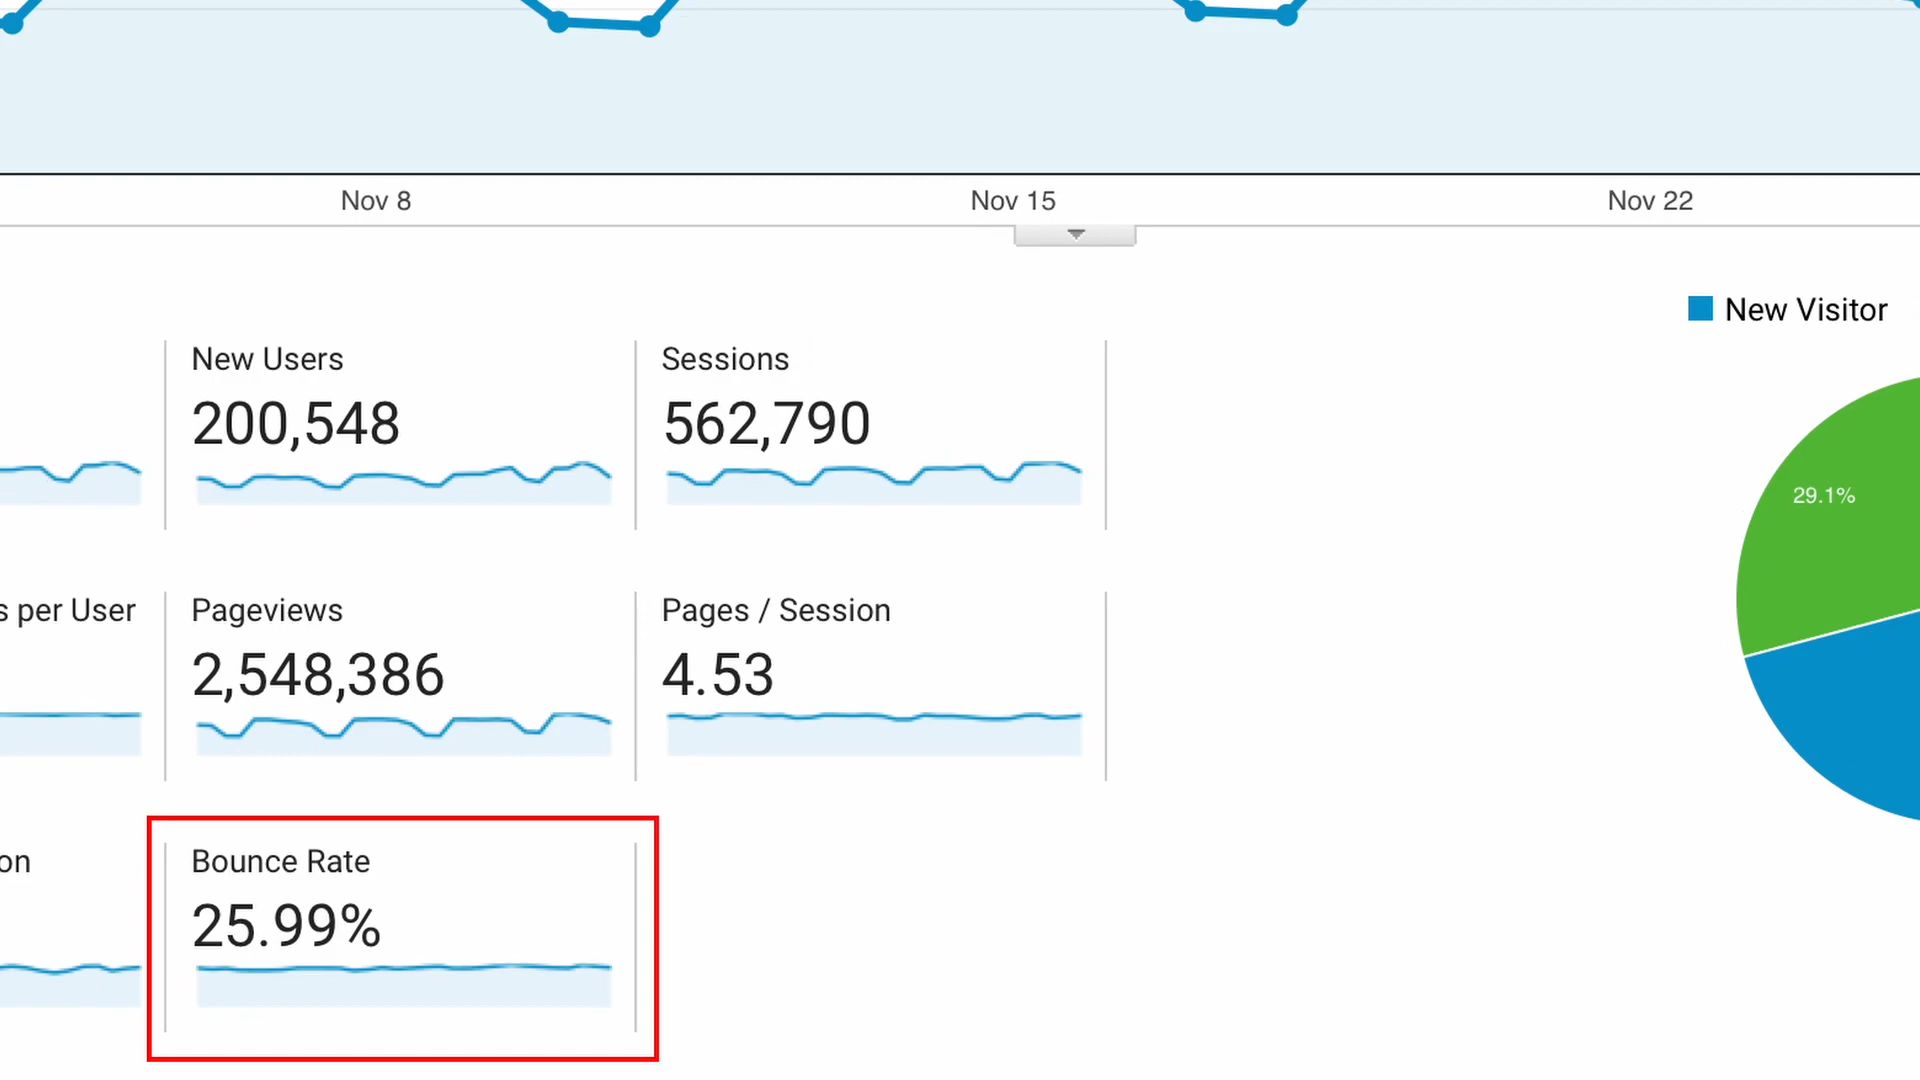 Nov 8
Nov 15
Nov 22
New Visitor
New Users
Sessions
200,548
562,790
29.1%
s per User
Pageviews
Pages / Session
2,548,386
4.53
on
Bounce Rate
25.99%